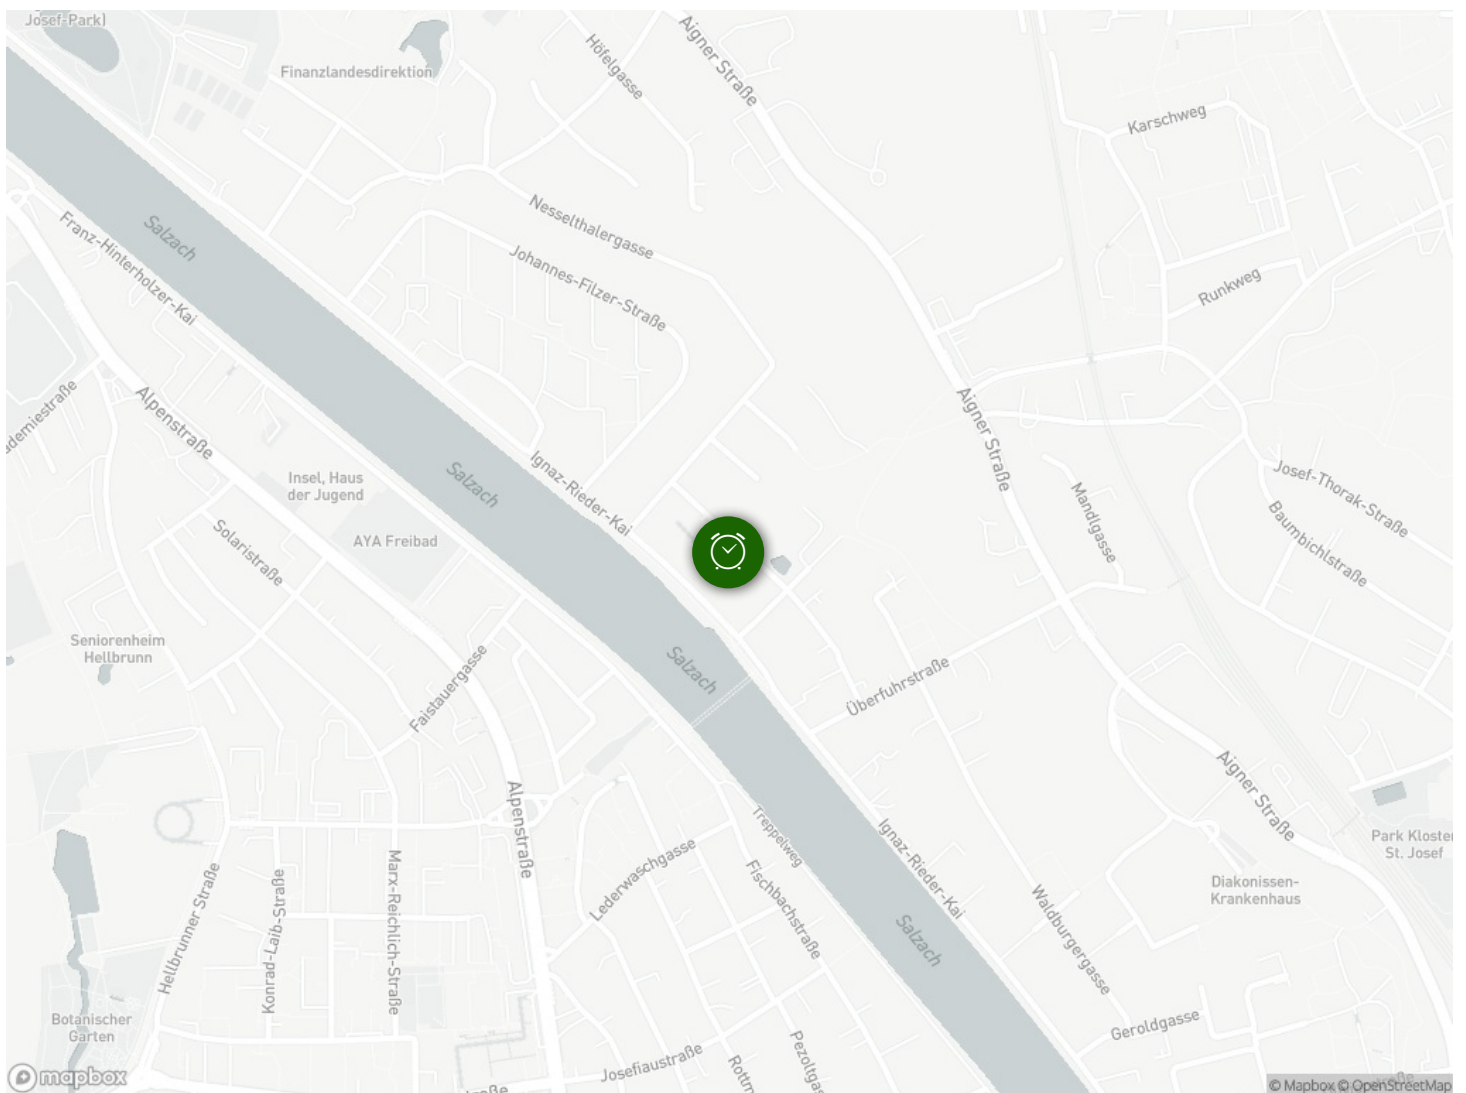 Josef-Park)
Finanzlandesdirektion
Höfelgasse
Aigner Straße
Karschweg
Nesselthalergasse
Johannes-Filzer-Straße
Salzach
Franz-Hinterholzer-Kai
Runkweg
ademiestraße
Alpenstraße
Aigner Straße
Insel, Haus
der Jugend
Salzach
Ignaz-Rieder-Kai
Josef-Thorak-Straße
Mandlgasse
Baumbichlstraße
Solaristraße
AYA Freibad
Seniorenheim
Hellbrunn
Faistauergasse
Salzach
Überfuhrstraße
Aigner Straße
Alpenstraße
Treppelweg
Ignaz-Rieder-Kai
Park Kloster
St. Josef
Marx-Reichlich-Straße
Lederwaschgasse
Fischbachstraße
Diakonissen-
Krankenhaus
Hellbrunner Straße
Konrad-Laib-Straße
Salzach
Waldburgergasse
Botanischer
Garten
Geroldgasse
Josefiaustraße
Rottm
Pezoltgas
mapbox
© Mapbox © OpenStreetMap